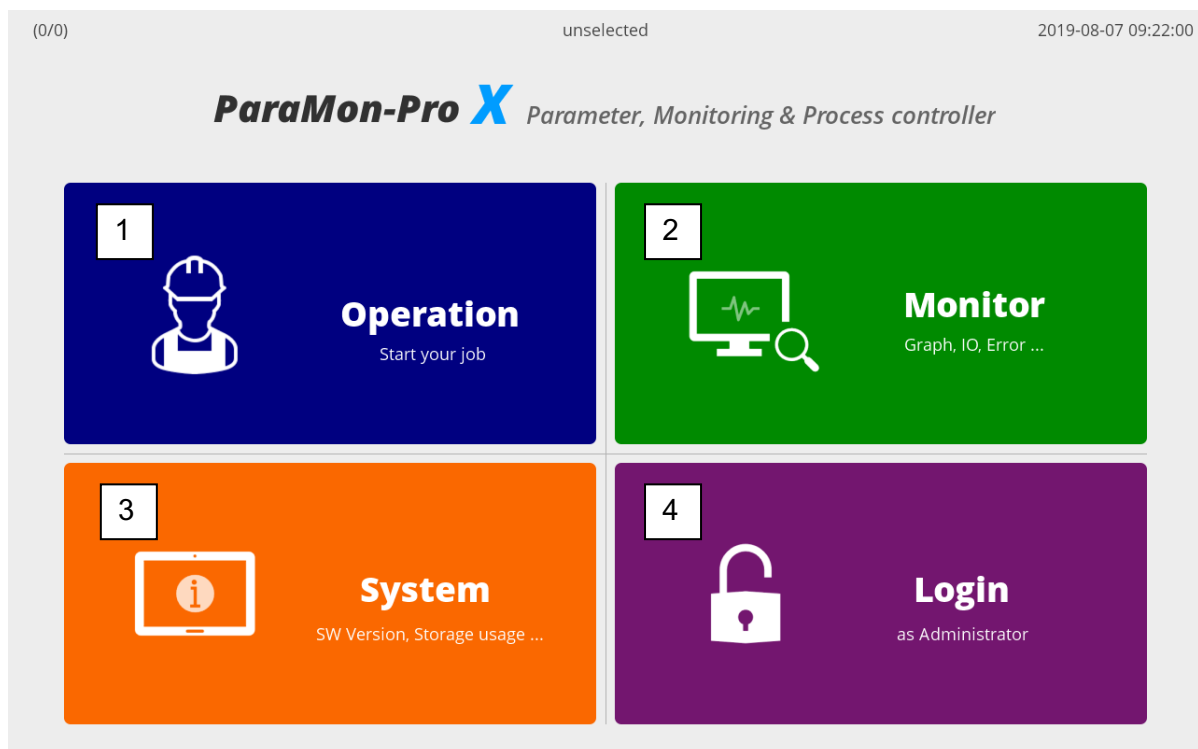 (0/0) unselected 2019-08-07 09:22:00
ParaMon-Pro X Parameter, Monitoring & Process controller
1
Operation
Start your job
2
Monitor
Graph, IO, Error ...
3
System
SW Version, Storage usage ...
4
Login
as Administrator